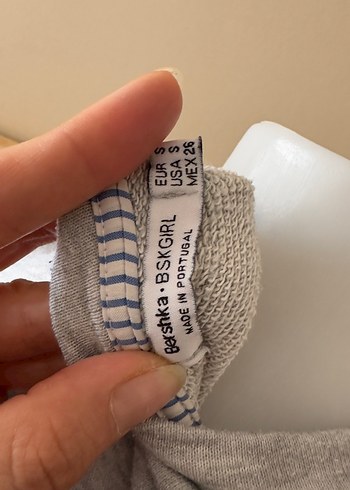 EUR S
USA S
MEX 26
Bershka • BSKGIRL
MADE IN PORTUGAL